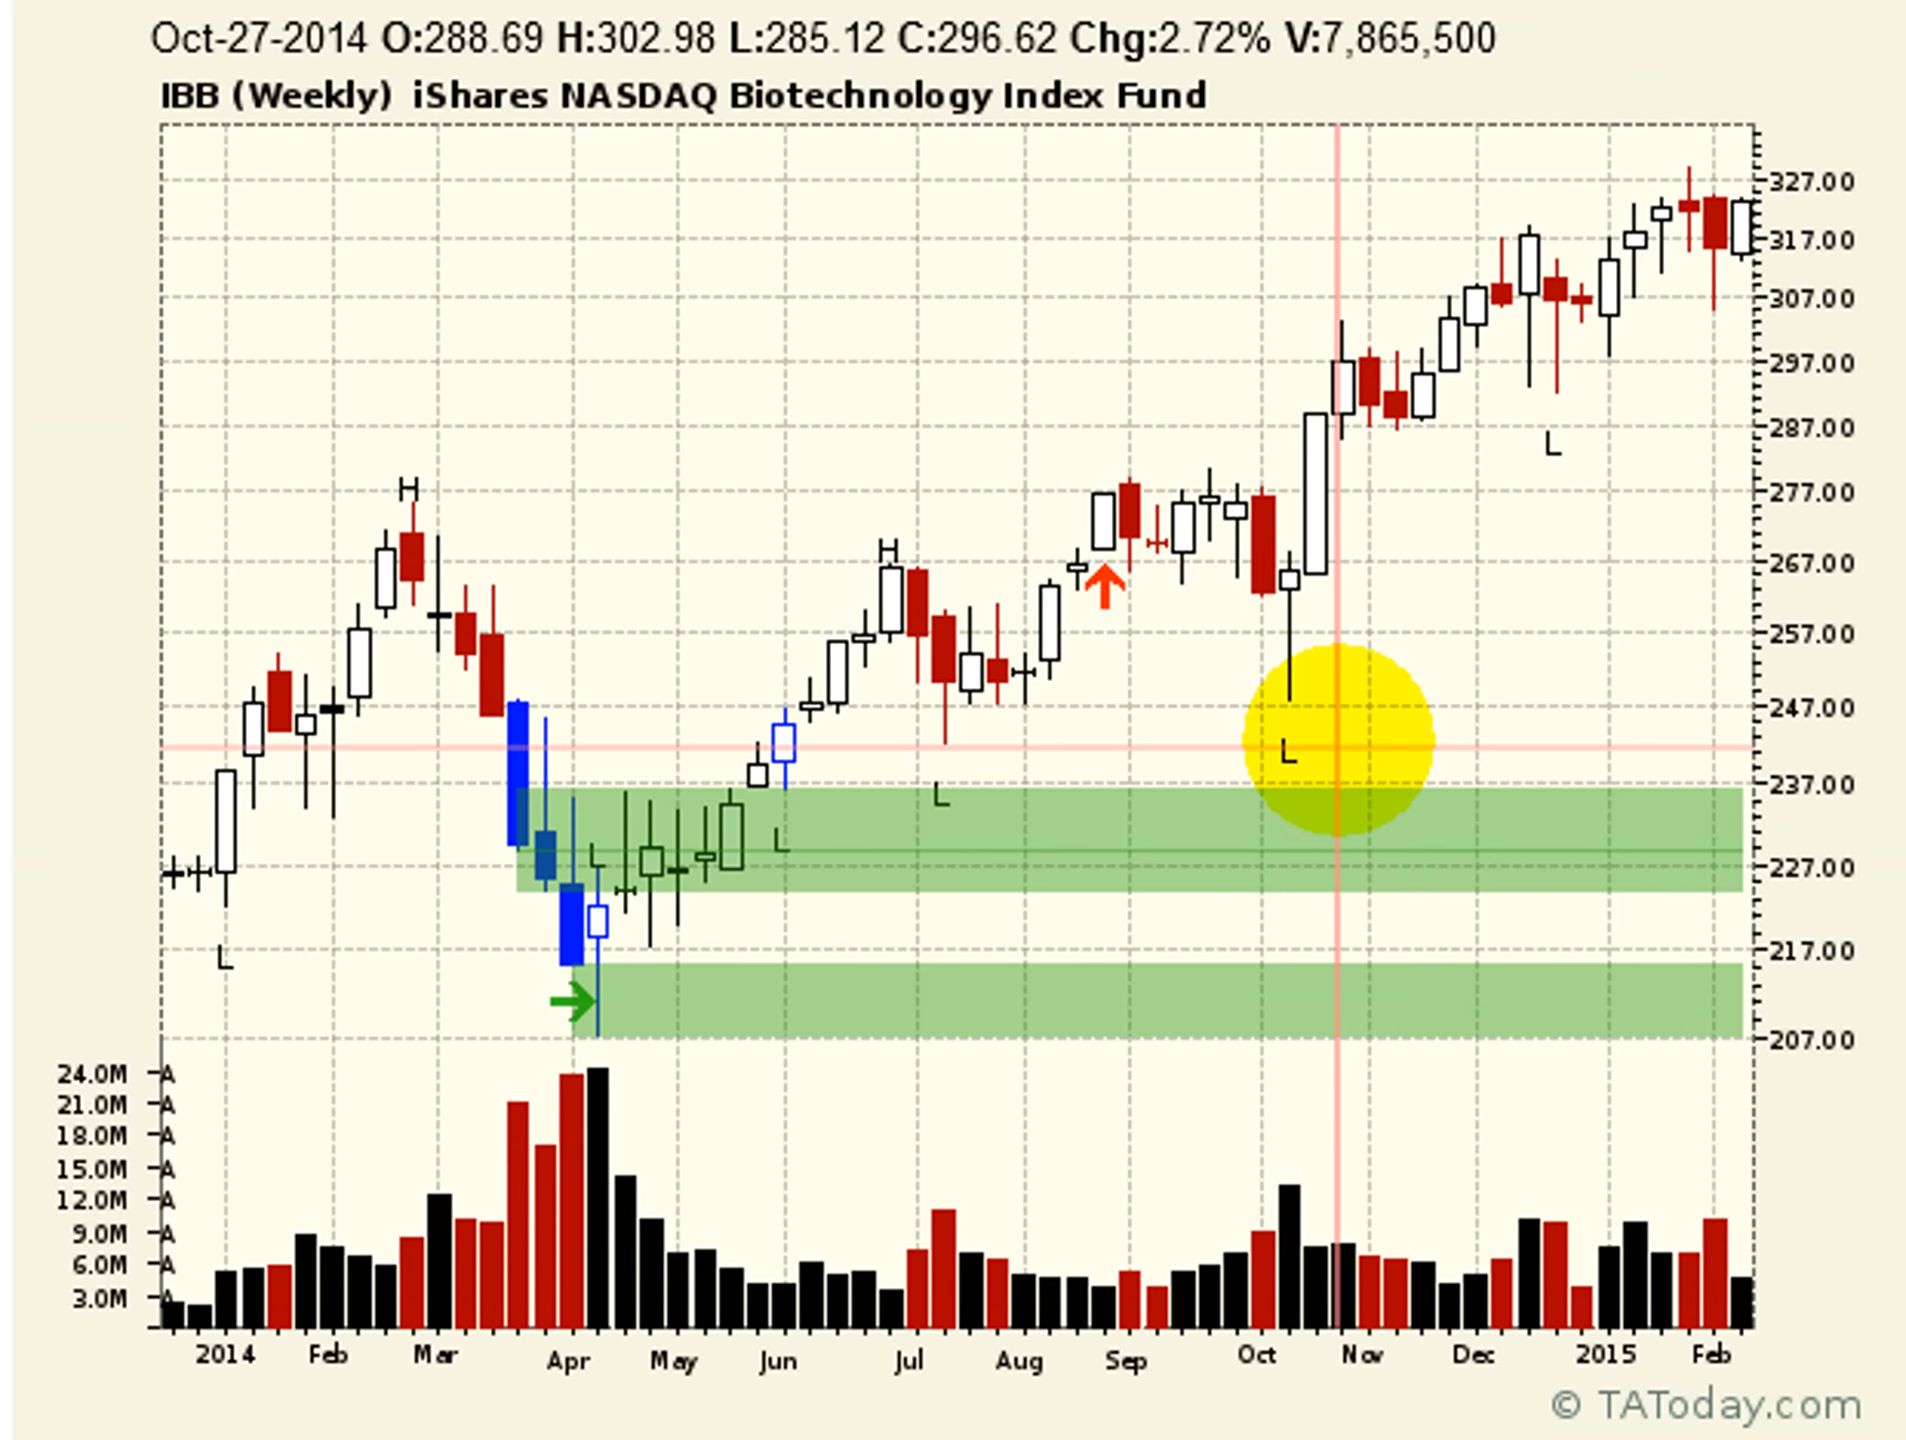 Oct-27-2014 O:288.69 H:302.98 L:285.12 C:296.62 Chg:2.72% V:7,865,500
IBB (Weekly) iShares NASDAQ Biotechnology Index Fund
327.00
317.00
307.00
297.00
287.00
L
H
277.00
H
267.00
257.00
247.00
L
237.00
L
L
L
227.00
L
217.00
207.00
24.0M A
21.0M A
18.0M A
15.0M A
12.0M A
9.0M A
6.0M A
3.0M A
2014 Feb Mar Apr May Jun Jul Aug Sep Oct Nov Dec 2015 Feb
© TAToday.com